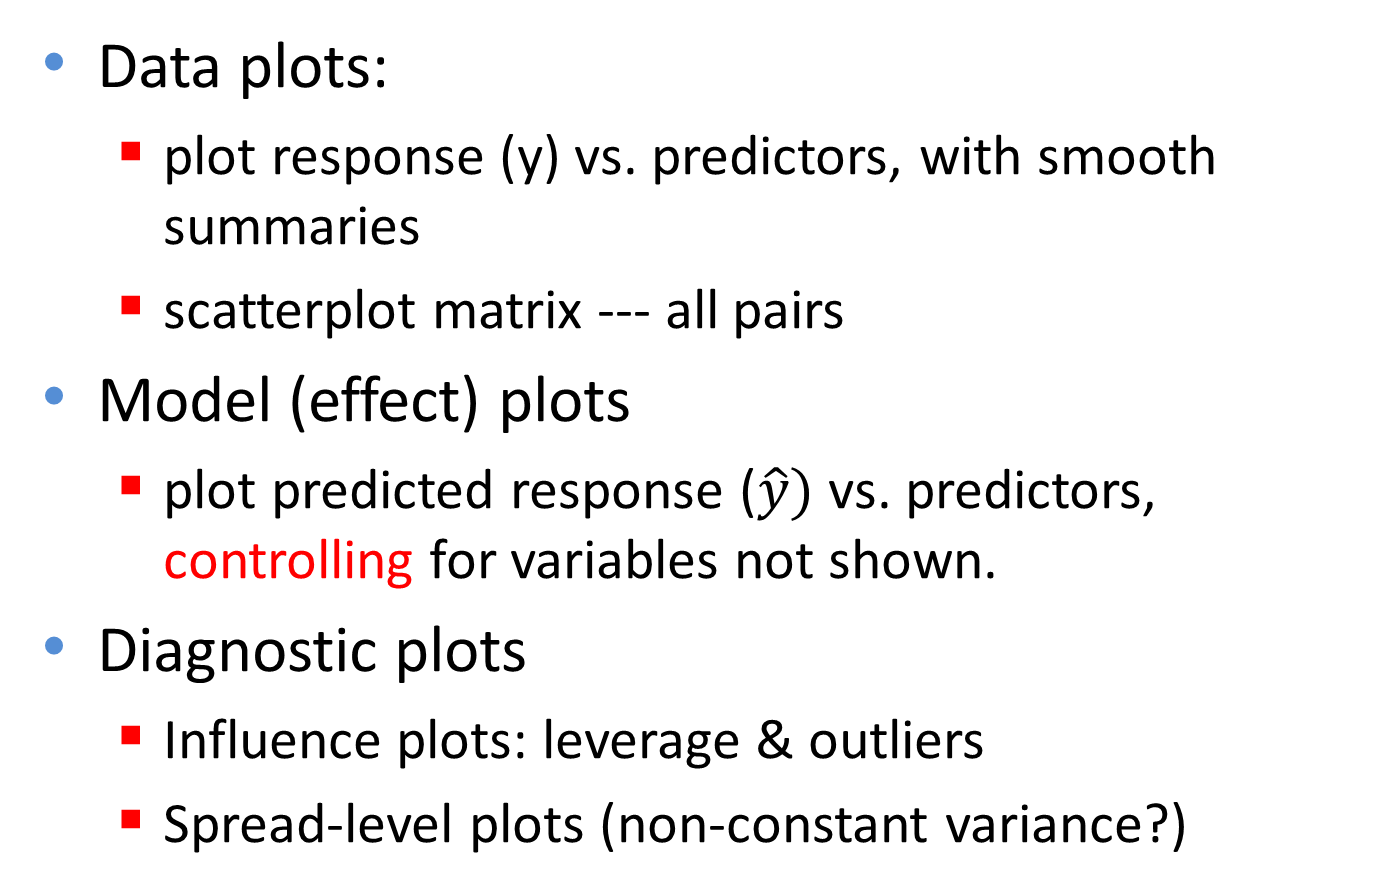 • Data plots:
▪ plot response (y) vs. predictors, with smooth
summaries
▪ scatterplot matrix --- all pairs
• Model (effect) plots
▪ plot predicted response (ŷ) vs. predictors,
controlling for variables not shown.
• Diagnostic plots
▪ Influence plots: leverage & outliers
▪ Spread-level plots (non-constant variance?)